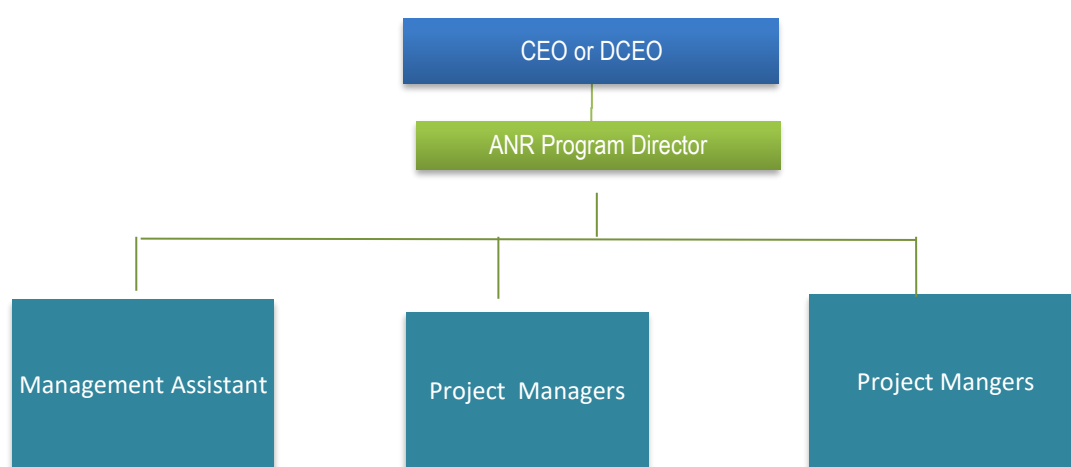 CEO or DCEO
ANR Program Director
Management Assistant
Project Managers
Project Mangers